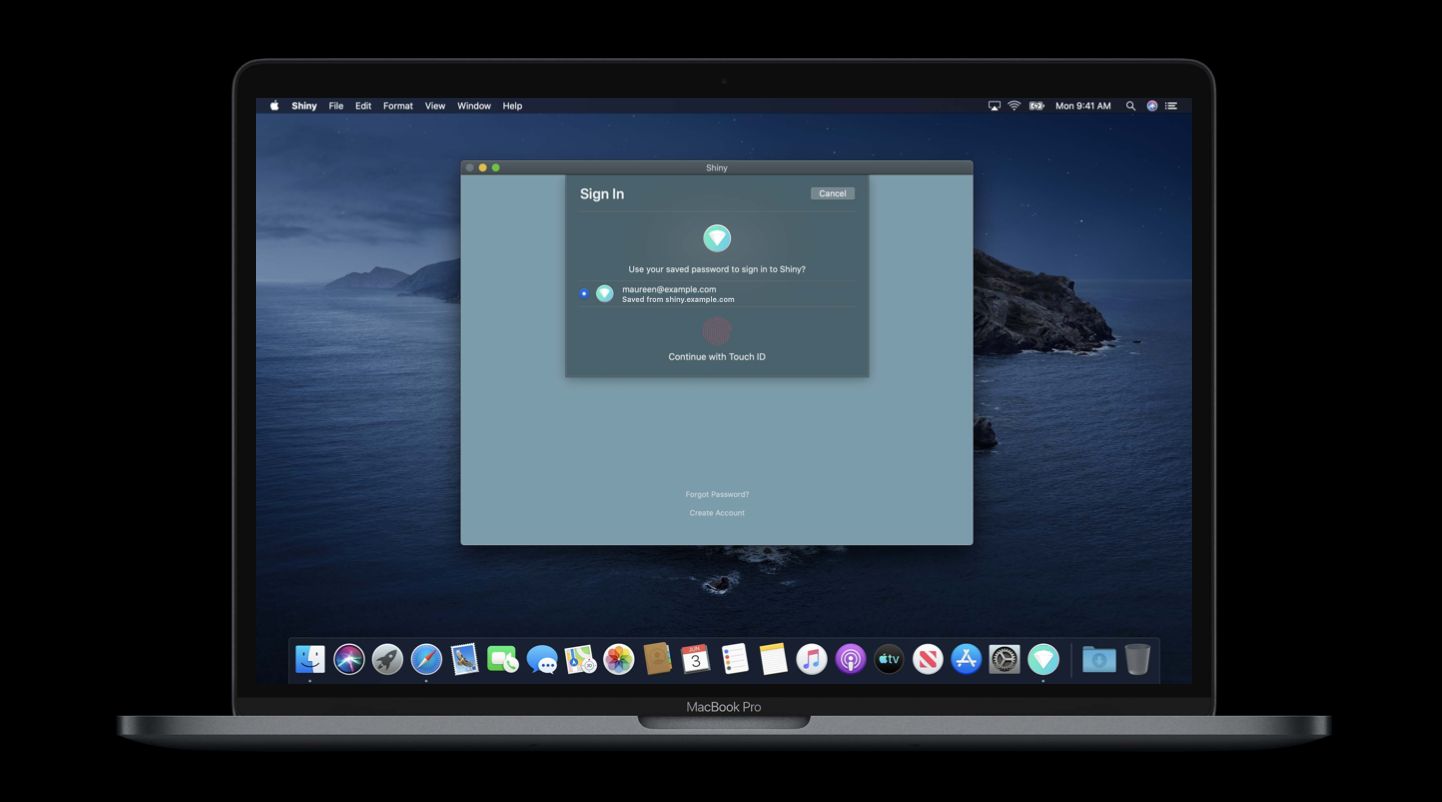 Shiny File Edit Format View Window Help
Mon 9:41 AM
Shiny
Sign In
Cancel
Use your saved password to sign in to Shiny?
maureen@example.com
Saved from shiny.example.com
Continue with Touch ID
Forgot Password?
Create Account
JUN
3
3D
tv
MacBook Pro